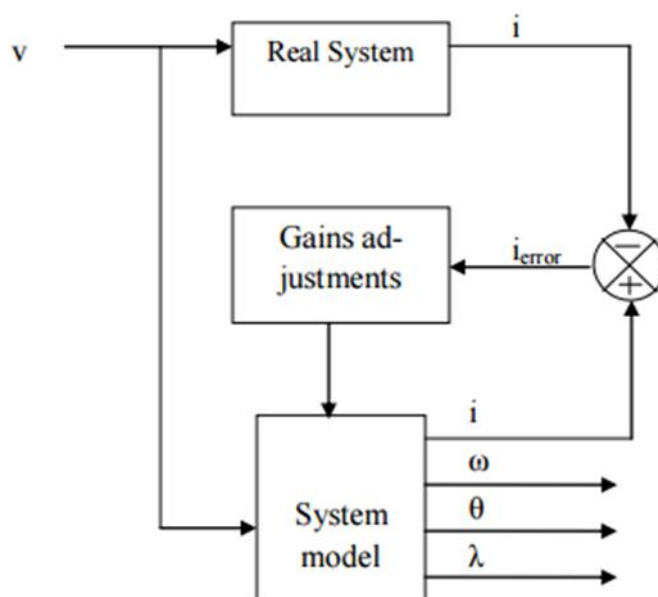 v
Real System
i
Gains ad-
justments
i_error
−
+
i
ω
θ
λ
System
model